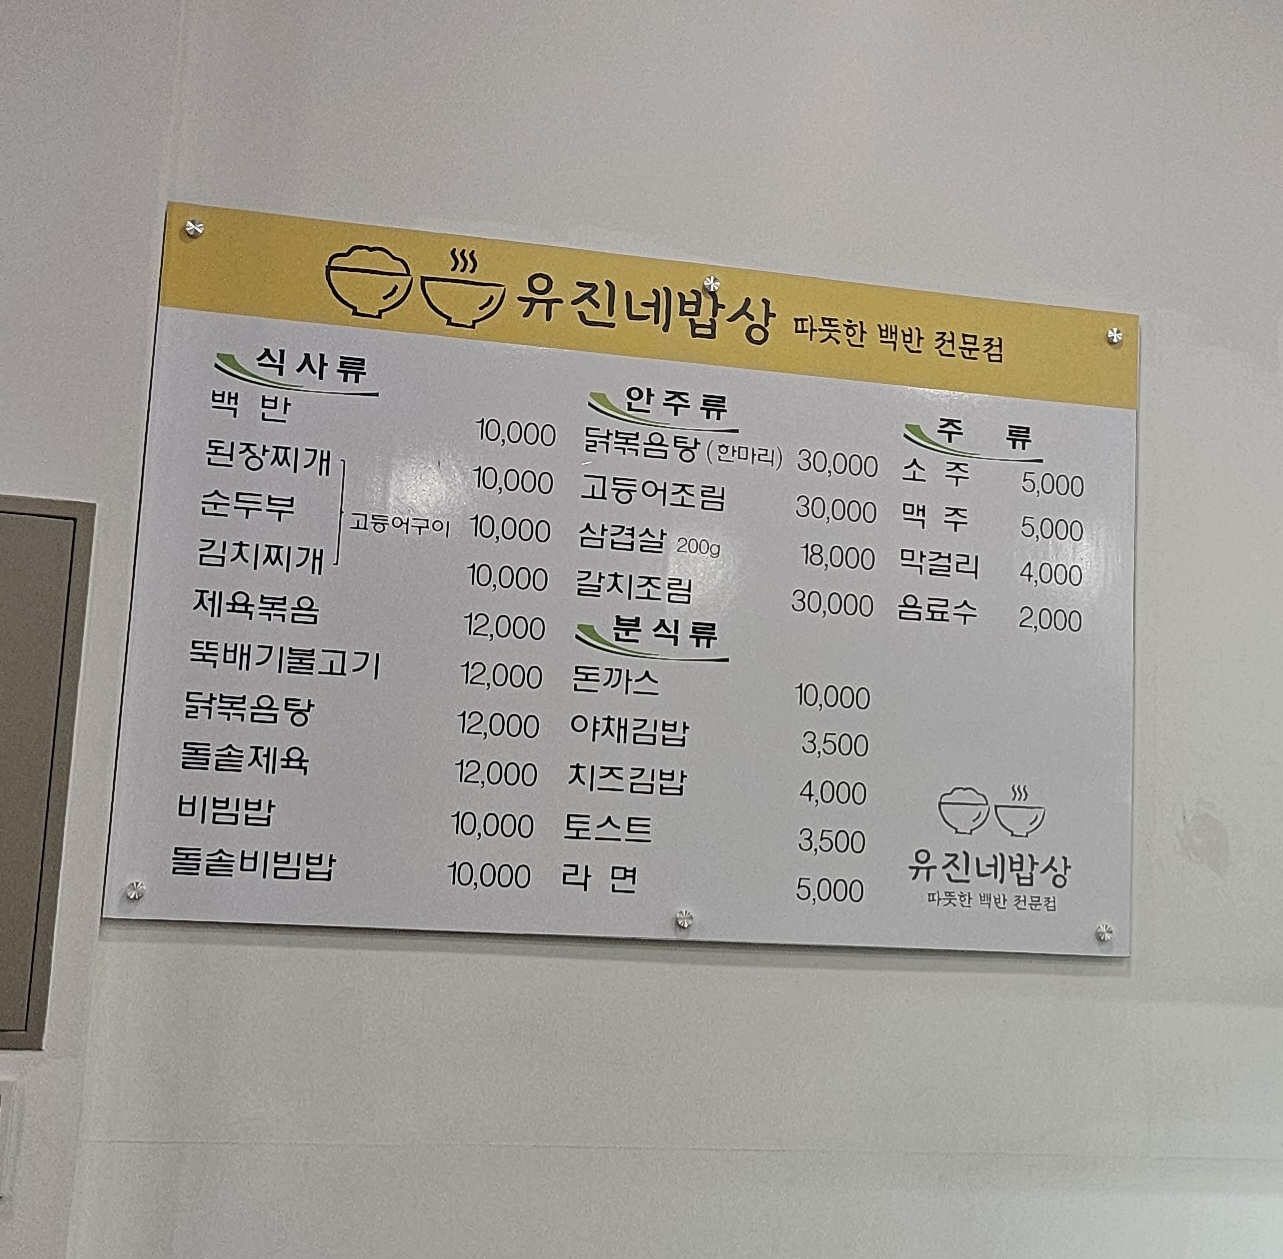 유진네밥상 따뜻한 백반 전문점
식사류
백 반 10,000
된장찌개 10,000
순두부 고등어구이 10,000
김치찌개 10,000
제육볶음 12,000
뚝배기불고기 12,000
닭볶음탕 12,000
돌솥제육 12,000
비빔밥 10,000
돌솥비빔밥 10,000
안주류
닭볶음탕 (한마리) 30,000
고등어조림 30,000
삼겹살 200g 18,000
갈치조림 30,000
분식류
돈까스 10,000
야채김밥 3,500
치즈김밥 4,000
토스트 3,500
라 면 5,000
주 류
소 주 5,000
맥 주 5,000
막걸리 4,000
음료수 2,000
유진네밥상
따뜻한 백반 전문점